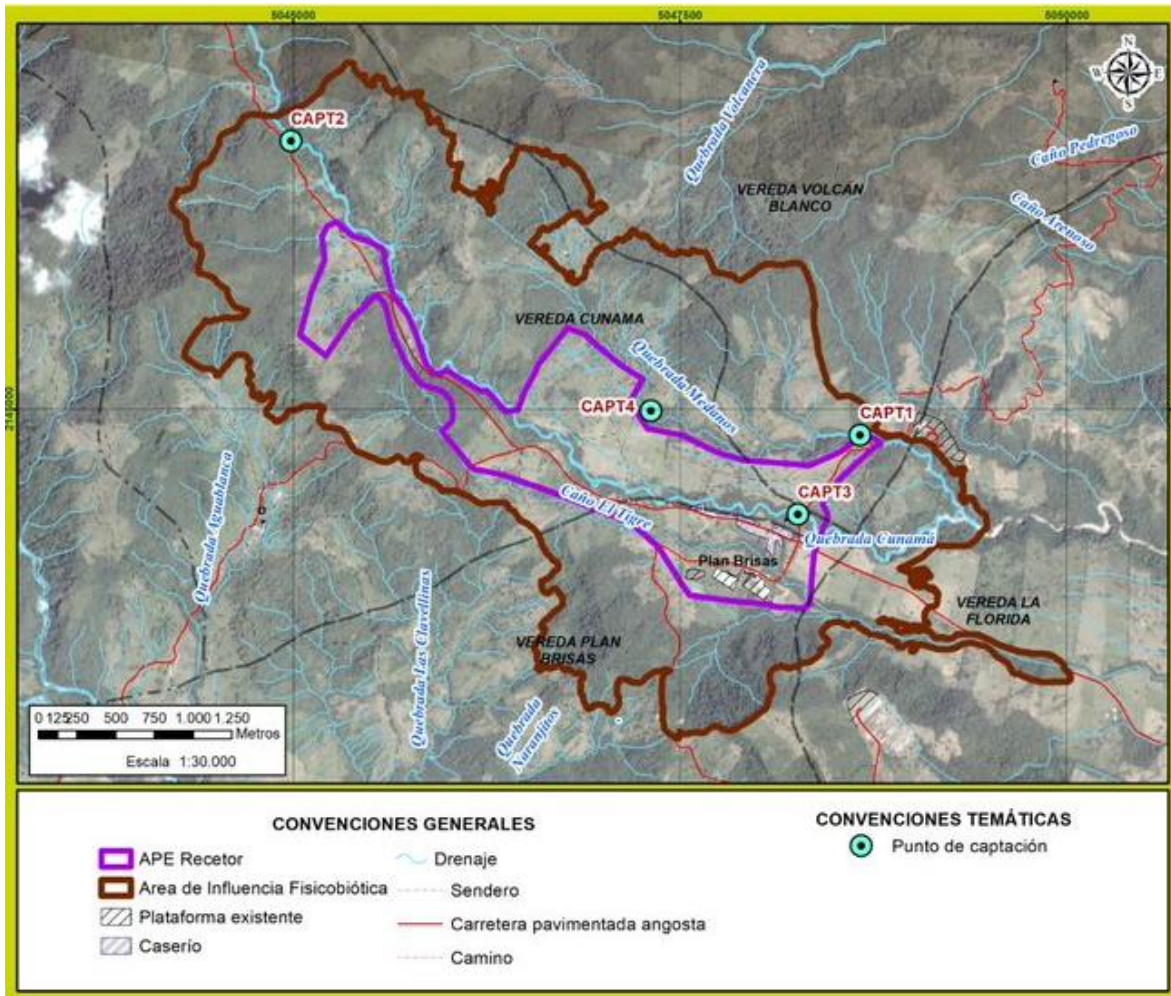 5045000
5047500
5050000
2145000
N
W
E
S
CAPT2
Quebrada Volcanera
Caño Pedregoso
VEREDA VOLCAN
BLANCO
Caño Arenoso
VEREDA CUNAMA
Quebrada Medanos
CAPT4
CAPT1
CAPT3
Quebrada Aguablanca
Caño El Tigre
Quebrada Cunamá
Plan Brisas
VEREDA LA
FLORIDA
Quebrada Las Clavellinas
VEREDA PLAN
BRISAS
Quebrada
Naranjitos
0 125250 500 750 1.000 1.250
Metros
Escala 1:30.000
CONVENCIONES GENERALES
APE Recetor
Area de Influencia Fisicobiótica
Plataforma existente
Caserío
Drenaje
Sendero
Carretera pavimentada angosta
Camino
CONVENCIONES TEMÁTICAS
Punto de captación